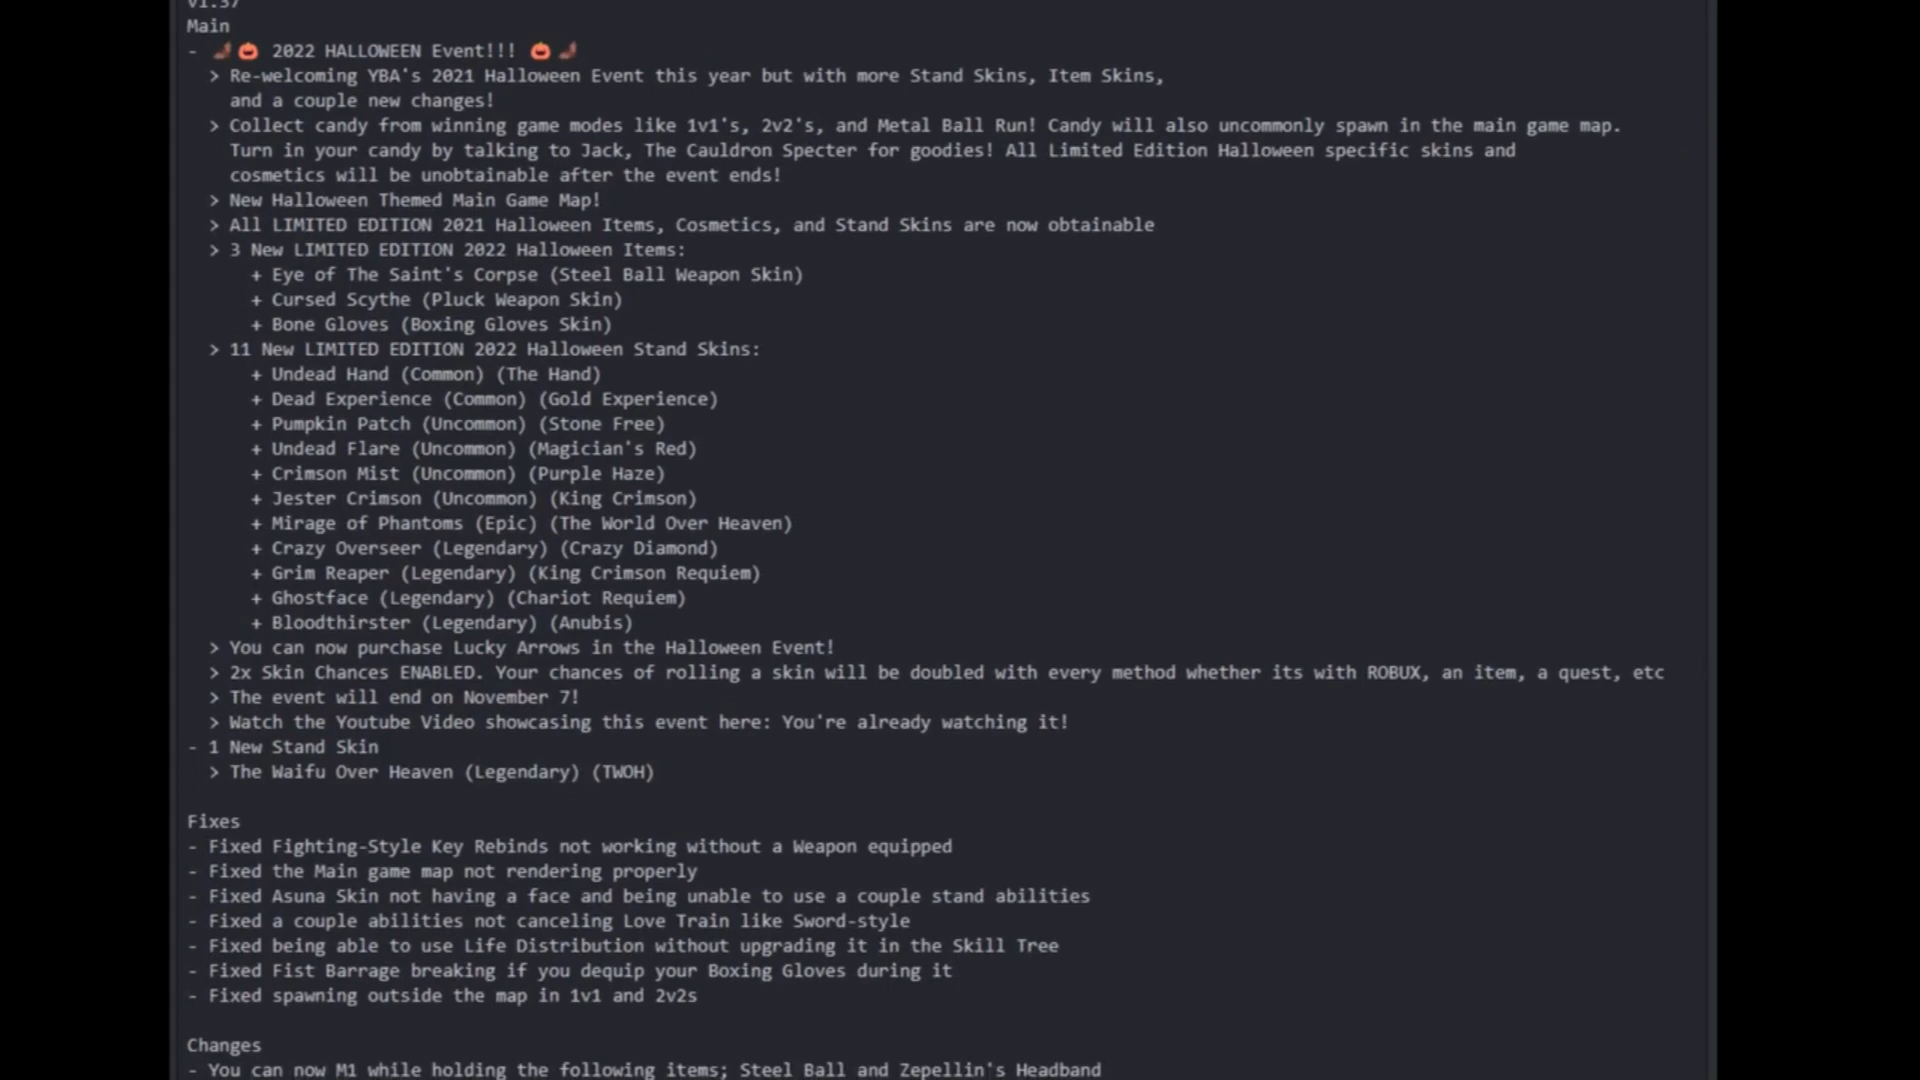 v1.37
Main
- 🍫🎃 2022 HALLOWEEN Event!!! 🎃🍫
> Re-welcoming YBA's 2021 Halloween Event this year but with more Stand Skins, Item Skins,
and a couple new changes!
> Collect candy from winning game modes like 1v1's, 2v2's, and Metal Ball Run! Candy will also uncommonly spawn in the main game map.
Turn in your candy by talking to Jack, The Cauldron Specter for goodies! All Limited Edition Halloween specific skins and
cosmetics will be unobtainable after the event ends!
> New Halloween Themed Main Game Map!
> All LIMITED EDITION 2021 Halloween Items, Cosmetics, and Stand Skins are now obtainable
> 3 New LIMITED EDITION 2022 Halloween Items:
+ Eye of The Saint's Corpse (Steel Ball Weapon Skin)
+ Cursed Scythe (Pluck Weapon Skin)
+ Bone Gloves (Boxing Gloves Skin)
> 11 New LIMITED EDITION 2022 Halloween Stand Skins:
+ Undead Hand (Common) (The Hand)
+ Dead Experience (Common) (Gold Experience)
+ Pumpkin Patch (Uncommon) (Stone Free)
+ Undead Flare (Uncommon) (Magician's Red)
+ Crimson Mist (Uncommon) (Purple Haze)
+ Jester Crimson (Uncommon) (King Crimson)
+ Mirage of Phantoms (Epic) (The World Over Heaven)
+ Crazy Overseer (Legendary) (Crazy Diamond)
+ Grim Reaper (Legendary) (King Crimson Requiem)
+ Ghostface (Legendary) (Chariot Requiem)
+ Bloodthirster (Legendary) (Anubis)
> You can now purchase Lucky Arrows in the Halloween Event!
> 2x Skin Chances ENABLED. Your chances of rolling a skin will be doubled with every method whether its with ROBUX, an item, a quest, etc
> The event will end on November 7!
> Watch the Youtube Video showcasing this event here: You're already watching it!
- 1 New Stand Skin
> The Waifu Over Heaven (Legendary) (TWOH)
Fixes
- Fixed Fighting-Style Key Rebinds not working without a Weapon equipped
- Fixed the Main game map not rendering properly
- Fixed Asuna Skin not having a face and being unable to use a couple stand abilities
- Fixed a couple abilities not canceling Love Train like Sword-style
- Fixed being able to use Life Distribution without upgrading it in the Skill Tree
- Fixed Fist Barrage breaking if you dequip your Boxing Gloves during it
- Fixed spawning outside the map in 1v1 and 2v2s
Changes
- You can now M1 while holding the following items; Steel Ball and Zepellin's Headband